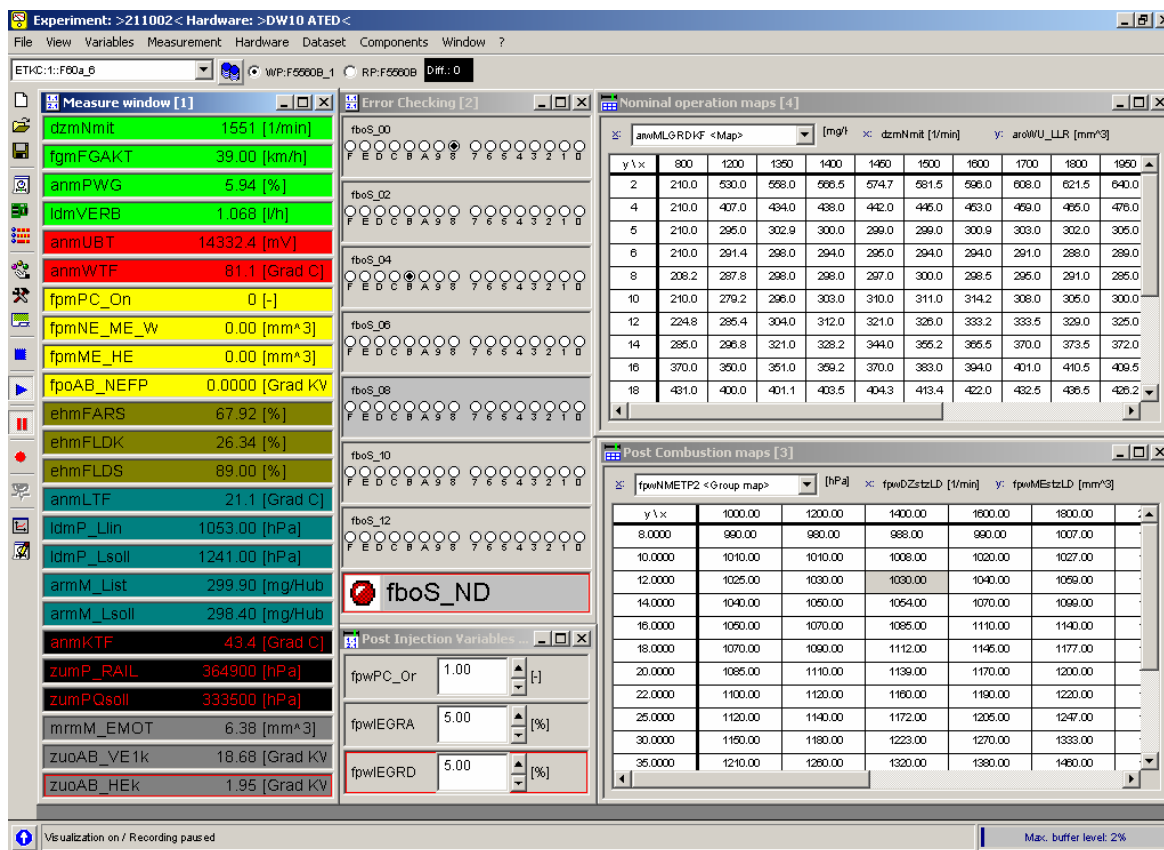 Experiment: >211002< Hardware: >DW10 ATED<
File View Variables Measurement Hardware Dataset Components Window ?
ETKC:1::F60a_6 WP:F5560B_1 RP:F5560B Diff.: 0
Measure window [1]
dzmNmit 1551 [1/min]
fgmFGAKT 39.00 [km/h]
anmPWG 5.94 [%]
ldmVERB 1.068 [l/h]
anmUBT 14332.4 [mV]
anmWTF 81.1 [Grad C]
fpmPC_On 0 [-]
fpmNE_ME_W 0.00 [mm^3]
fpmME_HE 0.00 [mm^3]
fpoAB_NEFP 0.0000 [Grad KV
ehmFARS 67.92 [%]
ehmFLDK 26.34 [%]
ehmFLDS 89.00 [%]
anmLTF 21.1 [Grad C]
ldmP_Llin 1053.00 [hPa]
ldmP_Lsoll 1241.00 [hPa]
armM_List 299.90 [mg/Hub
armM_Lsoll 298.40 [mg/Hub
anmKTF 43.4 [Grad C]
zumP_RAIL 364900 [hPa]
zumPQsoll 333500 [hPa]
mrmM_EMOT 6.38 [mm^3]
zuoAB_VE1k 18.68 [Grad KV
zuoAB_HEk 1.95 [Grad KV
Error Checking [2]
fboS_00
F E D C B A 9 8 7 6 5 4 3 2 1 0
fboS_02
F E D C B A 9 8 7 6 5 4 3 2 1 0
fboS_04
F E D C B A 9 8 7 6 5 4 3 2 1 0
fboS_06
F E D C B A 9 8 7 6 5 4 3 2 1 0
fboS_08
F E D C B A 9 8 7 6 5 4 3 2 1 0
fboS_10
F E D C B A 9 8 7 6 5 4 3 2 1 0
fboS_12
F E D C B A 9 8 7 6 5 4 3 2 1 0
fboS_ND
Post Injection Variables ...
fpwPC_Or 1.00 [-]
fpwIEGRA 5.00 [%]
fpwIEGRD 5.00 [%]
Nominal operation maps [4]
x: anwMLGRDKF <Map> [mg/H x: dzmNmit [1/min] y: aroWU_LLR [mm^3]
y \ x 800 1200 1350 1400 1450 1500 1600 1700 1800 1950
2 210.0 530.0 558.0 566.5 574.7 581.5 596.0 608.0 621.5 640.0
4 210.0 407.0 434.0 438.0 442.0 445.0 453.0 459.0 465.0 476.0
5 210.0 295.0 302.9 300.0 299.0 299.0 300.9 303.0 302.0 305.0
6 210.0 291.4 298.0 294.0 295.0 294.0 294.0 291.0 288.0 289.0
8 208.2 287.8 298.0 298.0 297.0 300.0 298.5 295.0 291.0 285.0
10 210.0 279.2 296.0 303.0 310.0 311.0 314.2 308.0 305.0 300.0
12 224.8 285.4 304.0 312.0 321.0 326.0 333.2 333.5 329.0 325.0
14 285.0 296.8 321.0 328.2 344.0 355.2 365.5 370.0 373.5 372.0
16 370.0 350.0 351.0 359.2 370.0 383.0 394.0 401.0 410.5 409.5
18 431.0 400.0 401.1 403.5 404.3 413.4 422.0 432.5 436.5 426.2
Post Combustion maps [3]
x: fpwNMETP2 <Group map> [hPa] x: fpwDZstzLD [1/min] y: fpwMEstzLD [mm^3]
y \ x 1000.00 1200.00 1400.00 1600.00 1800.00
8.0000 990.00 980.00 988.00 990.00 1007.00
10.0000 1010.00 1010.00 1008.00 1020.00 1027.00
12.0000 1025.00 1030.00 1030.00 1040.00 1059.00
14.0000 1040.00 1050.00 1054.00 1070.00 1099.00
16.0000 1050.00 1070.00 1085.00 1110.00 1140.00
18.0000 1070.00 1090.00 1112.00 1145.00 1177.00
20.0000 1085.00 1110.00 1139.00 1170.00 1200.00
22.0000 1100.00 1120.00 1160.00 1190.00 1220.00
25.0000 1120.00 1140.00 1172.00 1205.00 1247.00
30.0000 1150.00 1180.00 1223.00 1270.00 1333.00
35.0000 1210.00 1260.00 1320.00 1380.00 1460.00
Visualization on / Recording paused Max. buffer level: 2%